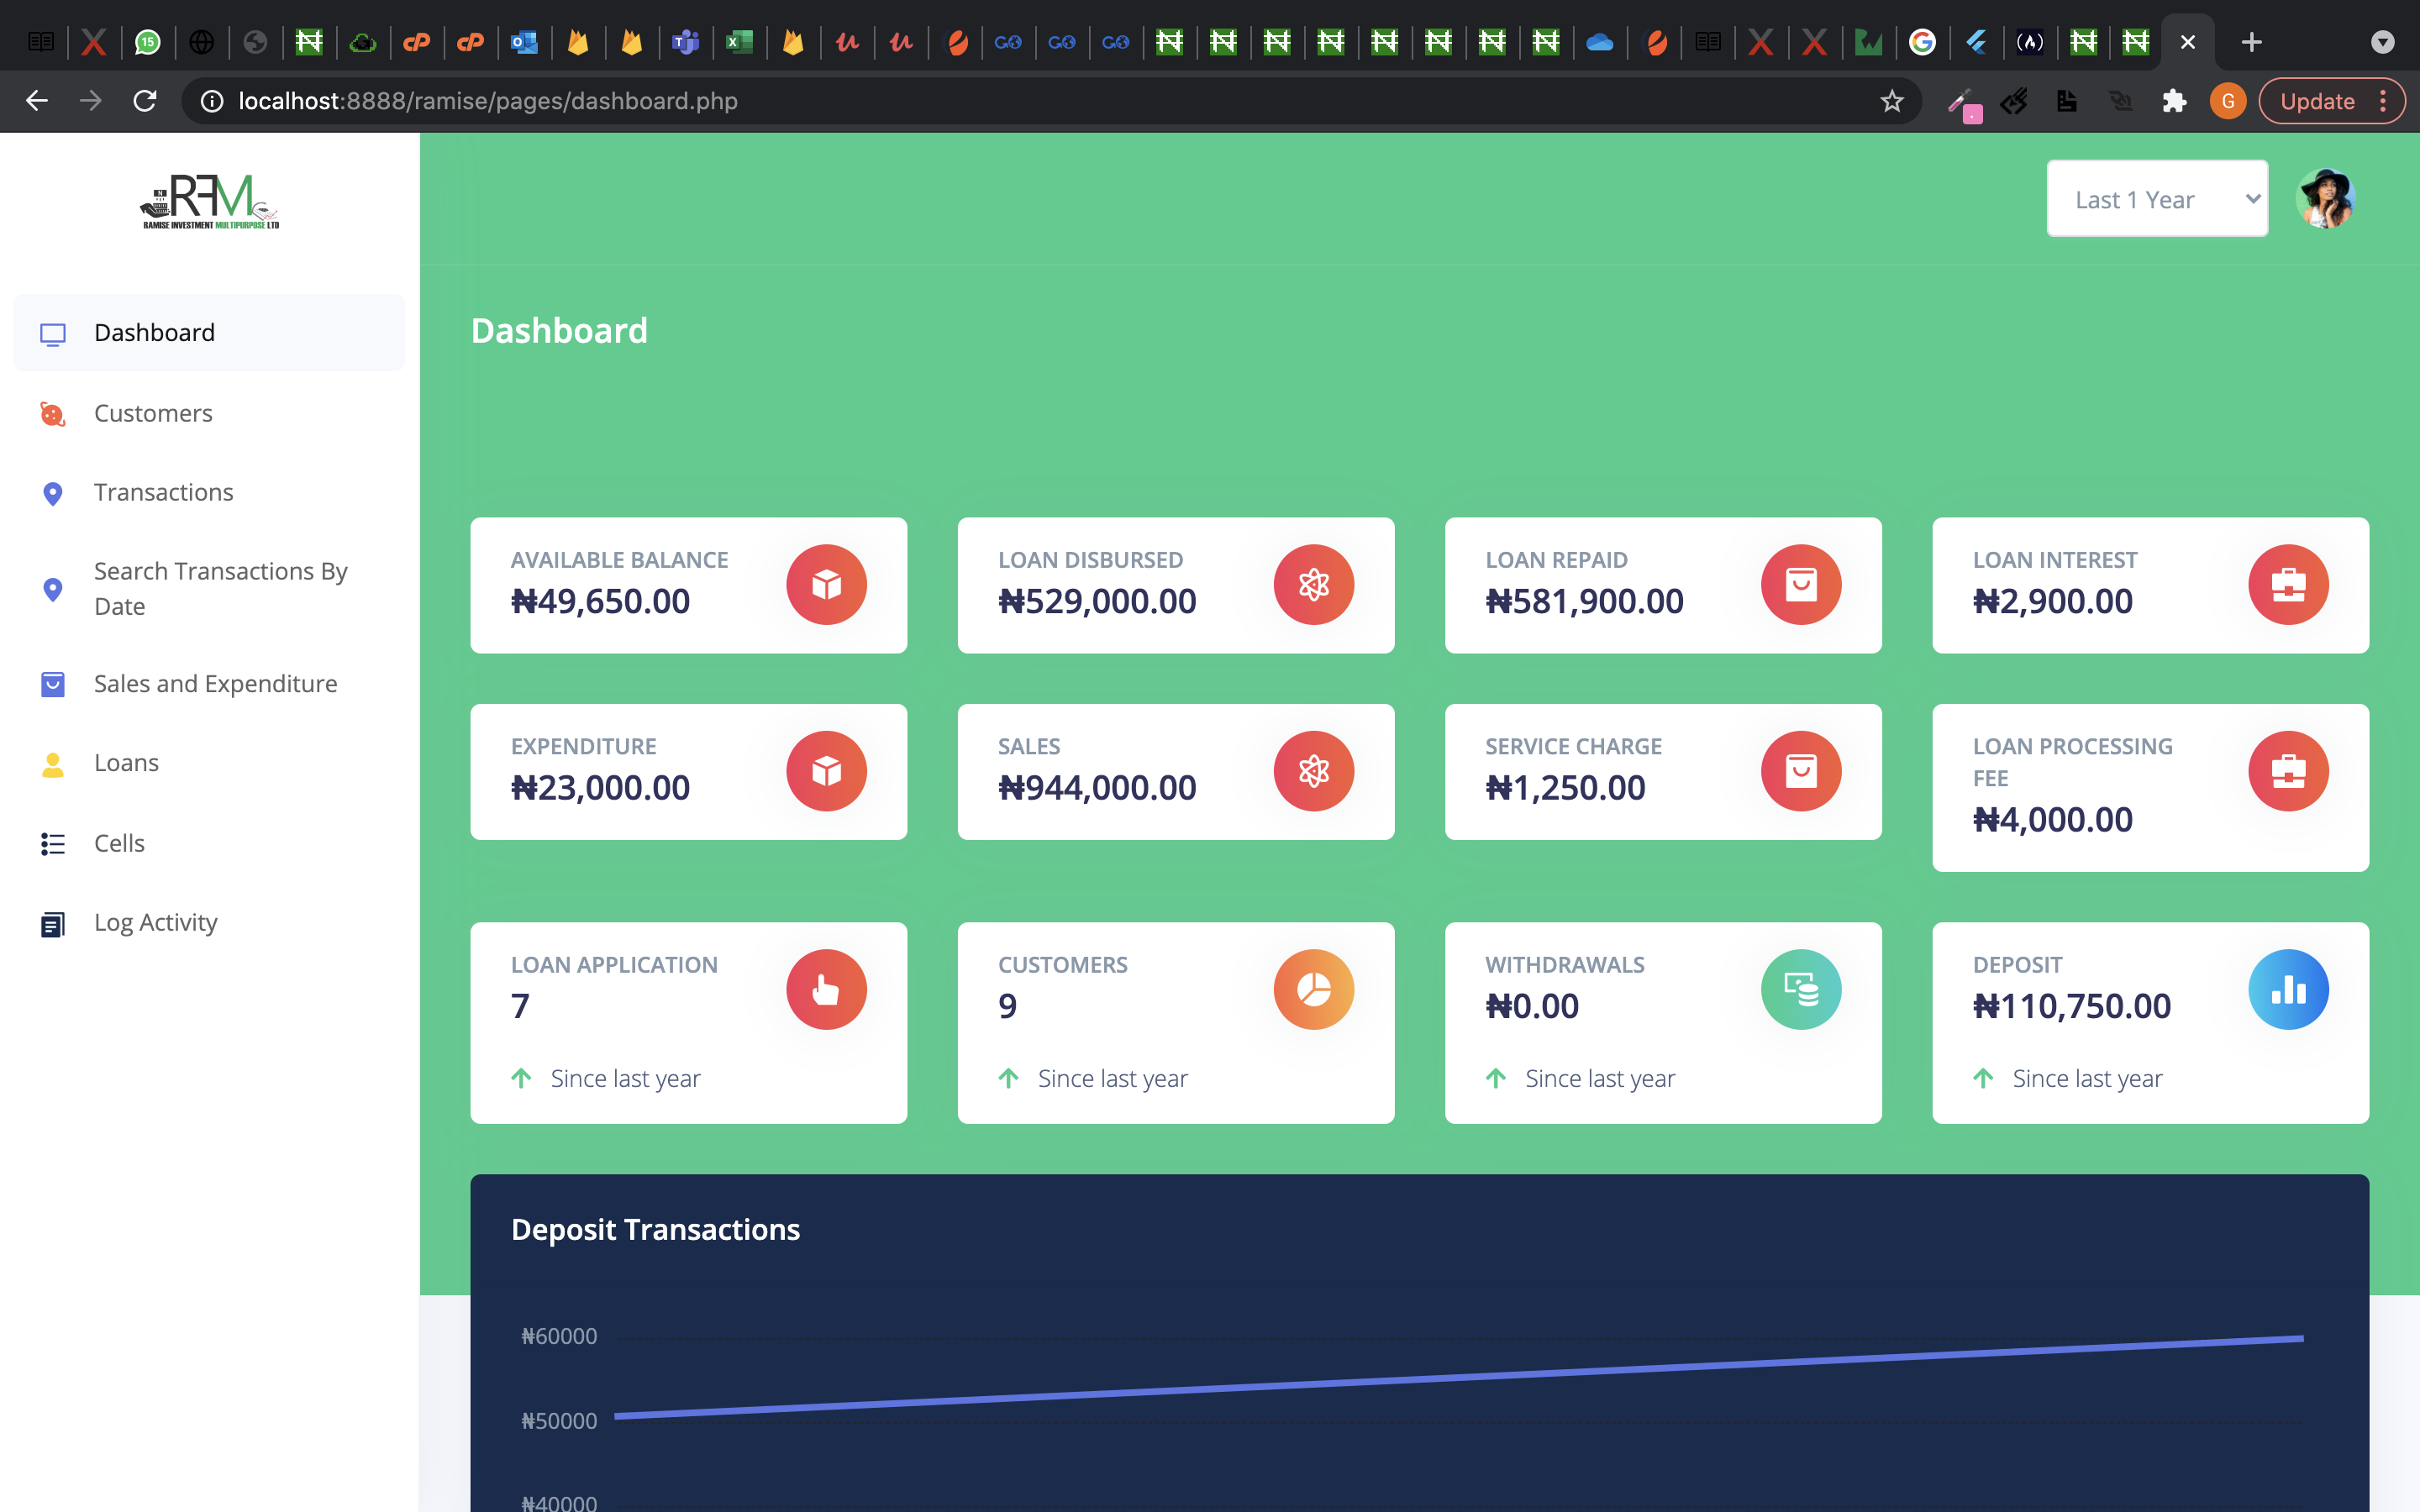 15
localhost:8888/ramise/pages/dashboard.php
G
Update
RFM
RAMISE INVESTMENT MULTIPURPOSE LTD
Last 1 Year
Dashboard
Customers
Transactions
Search Transactions By
Date
Sales and Expenditure
Loans
Cells
Log Activity
Dashboard
AVAILABLE BALANCE
₦49,650.00
LOAN DISBURSED
₦529,000.00
LOAN REPAID
₦581,900.00
LOAN INTEREST
₦2,900.00
EXPENDITURE
₦23,000.00
SALES
₦944,000.00
SERVICE CHARGE
₦1,250.00
LOAN PROCESSING
FEE
₦4,000.00
LOAN APPLICATION
7
Since last year
CUSTOMERS
9
Since last year
WITHDRAWALS
₦0.00
Since last year
DEPOSIT
₦110,750.00
Since last year
Deposit Transactions
₦60000
₦50000
₦40000